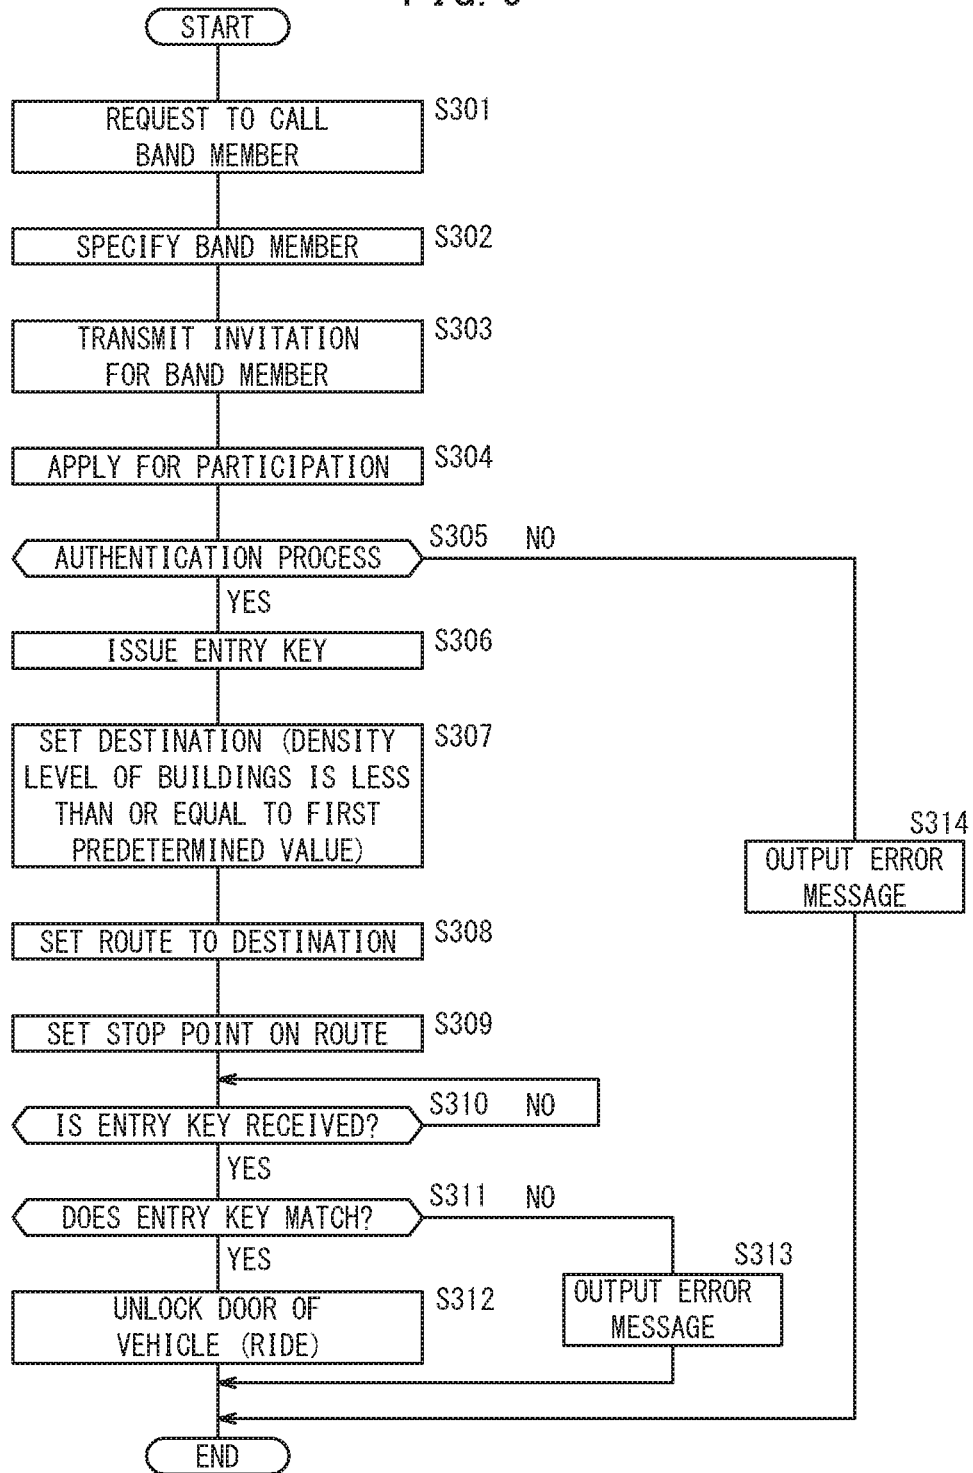 START
S301
REQUEST TO CALL
BAND MEMBER
S302
SPECIFY BAND MEMBER
S303
TRANSMIT INVITATION
FOR BAND MEMBER
S304
APPLY FOR PARTICIPATION
S305 NO
AUTHENTICATION PROCESS
YES
S306
ISSUE ENTRY KEY
S307
SET DESTINATION (DENSITY
LEVEL OF BUILDINGS IS LESS
THAN OR EQUAL TO FIRST
PREDETERMINED VALUE)
S314
OUTPUT ERROR
MESSAGE
S308
SET ROUTE TO DESTINATION
S309
SET STOP POINT ON ROUTE
S310 NO
IS ENTRY KEY RECEIVED?
YES
S311 NO
DOES ENTRY KEY MATCH?
YES
S313
OUTPUT ERROR
MESSAGE
S312
UNLOCK DOOR OF
VEHICLE (RIDE)
END